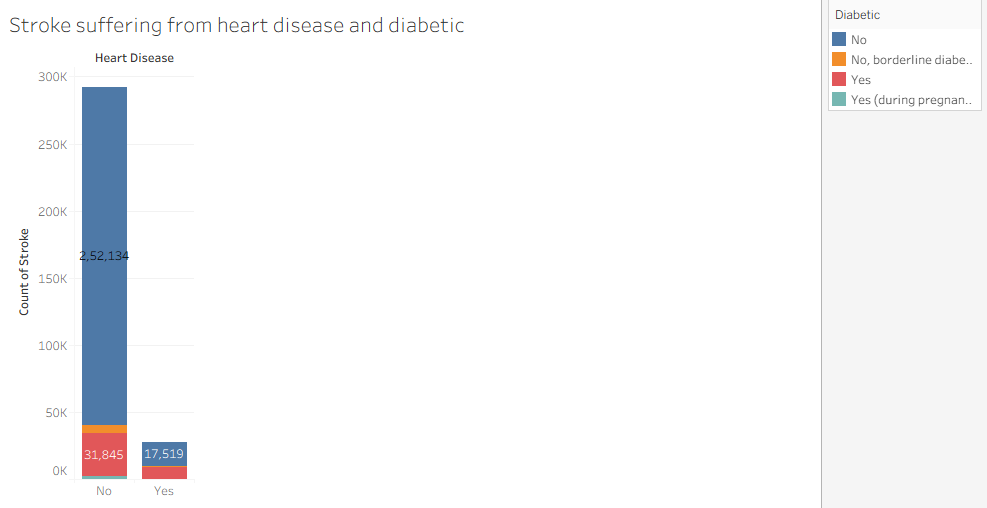 Stroke suffering from heart disease and diabetic
Heart Disease
300K
250K
200K
150K
100K
50K
0K
Count of Stroke
2,52,134
31,845
17,519
No
Yes
Diabetic
No
No, borderline diabe..
Yes
Yes (during pregnan..